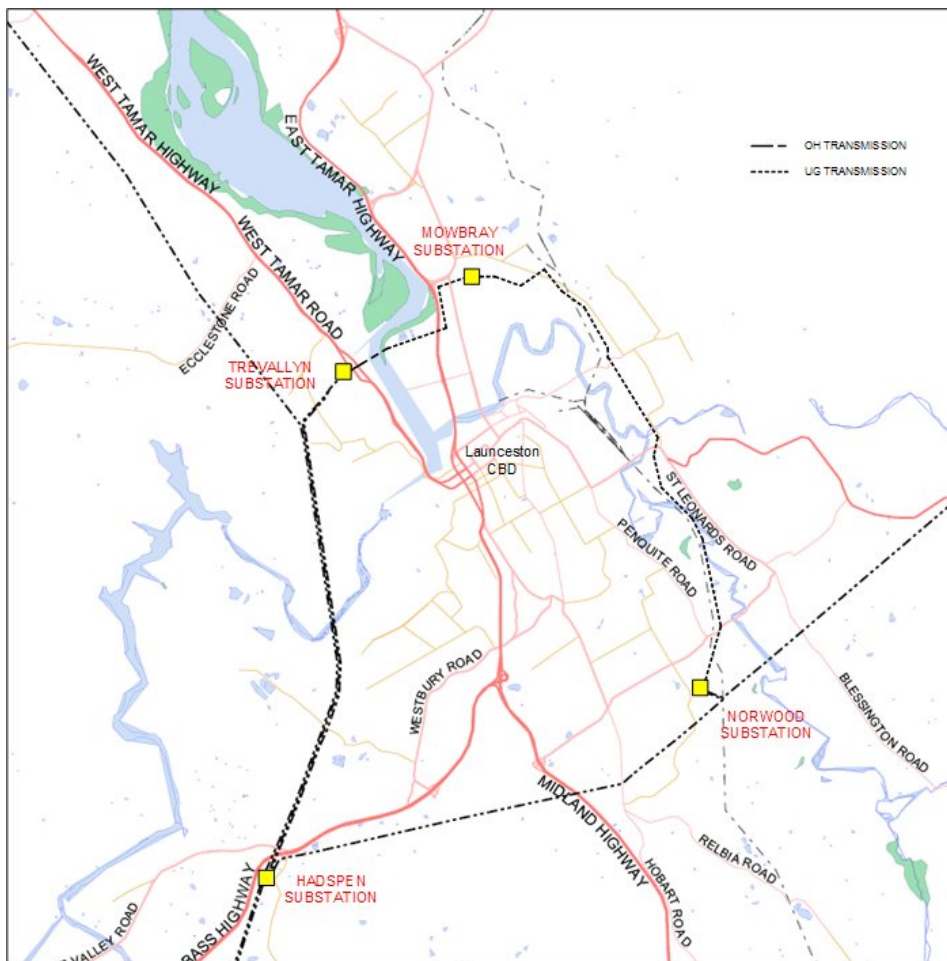 WEST TAMAR HIGHWAY
EAST TAMAR HIGHWAY
OH TRANSMISSION
UG TRANSMISSION
WEST TAMAR ROAD
MOWBRAY
SUBSTATION
ECCLESTONE ROAD
TREVALLYN
SUBSTATION
Launceston
CBD
ST LEONARDS ROAD
PENQUITE ROAD
WESTBURY ROAD
BLESSINGTON ROAD
NORWOOD
SUBSTATION
MIDLAND HIGHWAY
RELBIA ROAD
HOBART ROAD
HADSPEN
SUBSTATION
VALLEY ROAD
BASS HIGHWAY